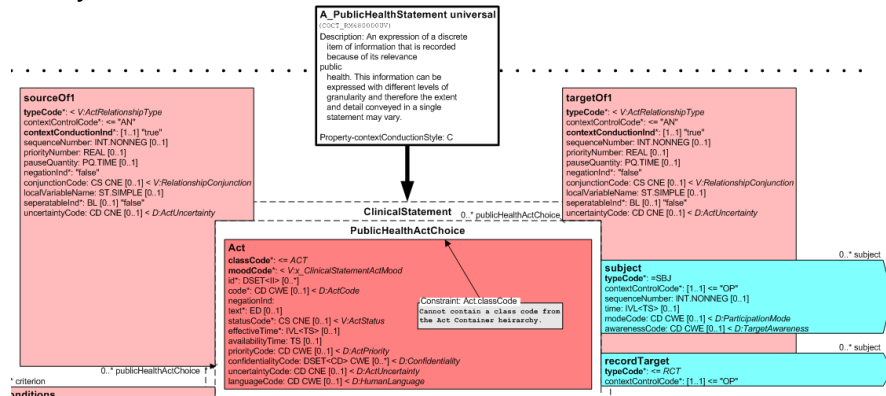 A_PublicHealthStatement universal
(COCT_RM480000UV)
Description: An expression of a discrete
item of information that is recorded
because of its relevance
public
health. This information can be
expressed with different levels of
granularity and therefore the extent
and detail conveyed in a single
statement may vary.
Property-contextConductionStyle: C
sourceOf1
typeCode*: < V:ActRelationshipType
contextControlCode: <= "AN"
contextConductionInd*: [1..1] "true"
sequenceNumber: INT.NONNEG [0..1]
priorityNumber: REAL [0..1]
pauseQuantity: PQ.TIME [0..1]
negationInd*: "false"
conjunctionCode: CS CNE [0..1] < V:RelationshipConjunction
localVariableName: ST.SIMPLE [0..1]
seperatableInd*: BL [0..1] "false"
uncertaintyCode: CD CNE [0..1] < D:ActUncertainty
targetOf1
typeCode*: < V:ActRelationshipType
contextControlCode: <= "AN"
contextConductionInd*: [1..1] "true"
sequenceNumber: INT.NONNEG [0..1]
priorityNumber: REAL [0..1]
pauseQuantity: PQ.TIME [0..1]
negationInd*: "false"
conjunctionCode: CS CNE [0..1] < V:RelationshipConjunction
localVariableName: ST.SIMPLE [0..1]
seperatableInd*: BL [0..1] "false"
uncertaintyCode: CD CNE [0..1] < D:ActUncertainty
ClinicalStatement
0..* publicHealthActChoice
PublicHealthActChoice
Act
classCode*: <= ACT
moodCode*: < V:x_ClinicalStatementActMood
id*: DSET<II> [0..*]
code*: CD CWE [0..1] < D:ActCode
negationInd:
text*: ED [0..1]
statusCode*: CS CNE [0..1] < V:ActStatus
effectiveTime*: IVL<TS> [0..1]
availabilityTime: TS [0..1]
priorityCode: CD CWE [0..1] < D:ActPriority
confidentialityCode: DSET<CD> CWE [0..*] < D:Confidentiality
uncertaintyCode: CD CNE [0..1] < D:ActUncertainty
languageCode: CD CWE [0..1] < D:HumanLanguage
Constraint: Act.classCode
Cannot contain a class code from
the Act Container heirarchy.
0..* subject
subject
typeCode*: =SBJ
contextControlCode*: [1..1] <= "OP"
sequenceNumber: INT.NONNEG [0..1]
time: IVL<TS> [0..1]
modeCode: CD CWE [0..1] < D:ParticipationMode
awarenessCode: CD CWE [0..1] < D:TargetAwareness
0..* subject
recordTarget
typeCode*: <= RCT
contextControlCode*: [1..1] <= "OP"
0..* publicHealthActChoice
* criterion
onditions